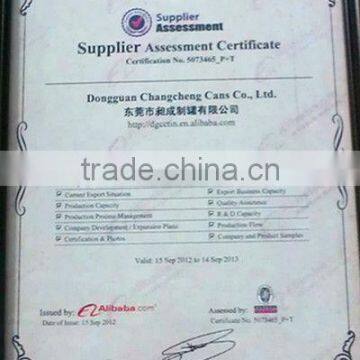 Supplier
Assessment
Supplier Assessment Certificate
Certification No. 5073465_P+T
Dongguan Changcheng Cans Co., Ltd.
东莞市昶成制罐有限公司
http://dgcctin.en.alibaba.com
trade.china.cn
Current Export Situation
Export Business Capacity
Production Capacity
Quality Assurance
Production Process Management
R & D Capacity
Company Development / Expansion Plans
Production Flow
Certification & Photos
Company and Product Samples
Valid: 15 Sep 2012 to 14 Sep 2013
Issued by: Alibaba.com
Assessed by:
Date of Issue: 15 Sep 2012
Certificate No. 5073465_P+T